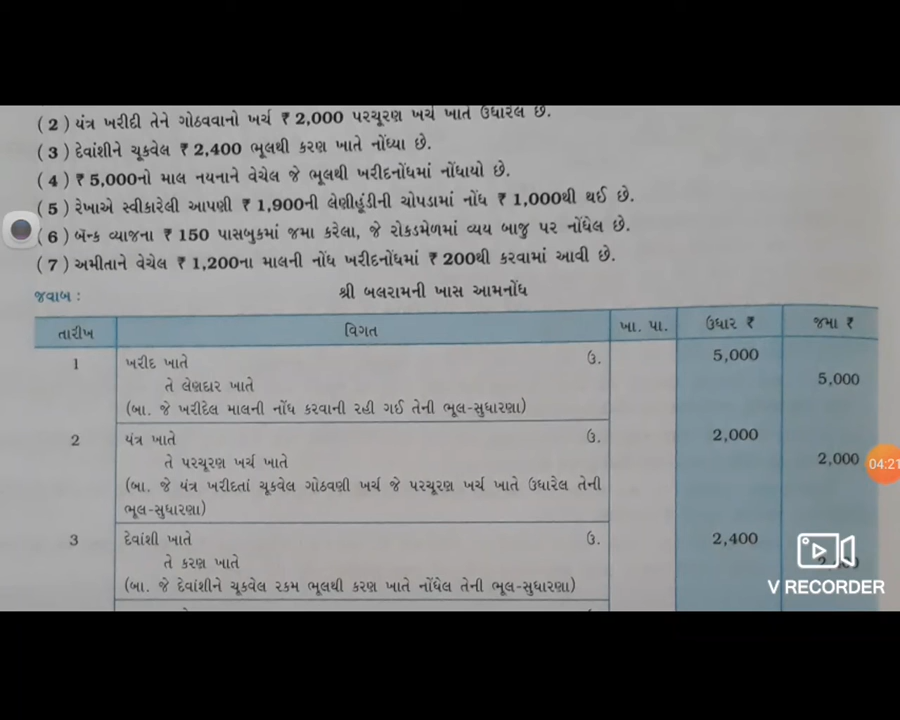 (2) યંત્ર ખરીદી તેને ગોઠવવાનો ખર્ચ ₹ 2,000 પરચૂરણ ખર્ચ ખાતે ઉધારેલ છે.
(3) દેવાંશીને ચૂકવેલ ₹ 2,400 ભૂલથી કરણ ખાતે નોંધ્યા છે.
(4) ₹ 5,000નો માલ નયનાને વેચેલ જે ભૂલથી ખરીદનોંધમાં નોંધાયો છે.
(5) રેખાએ સ્વીકારેલી આપણી ₹ 1,900ની લેણીહૂંડીની ચોપડામાં નોંધ ₹ 1,000થી થઈ છે.
(6) બૅન્ક વ્યાજના ₹ 150 પાસબુકમાં જમા કરેલા, જે રોકડમેળમાં વ્યય બાજુ પર નોંધેલ છે.
(7) અમીતાને વેચેલ ₹ 1,200ના માલની નોંધ ખરીદનોંધમાં ₹ 200થી કરવામાં આવી છે.
જવાબ : શ્રી બલરામની ખાસ આમનોંધ
તારીખ વિગત ખા. પા. ઉધાર ₹ જમા ₹
1 ખરીદ ખાતે ઉ. 5,000
તે લેણદાર ખાતે 5,000
(બા. જે ખરીદેલ માલની નોંધ કરવાની રહી ગઈ તેની ભૂલ-સુધારણા)
2 યંત્ર ખાતે ઉ. 2,000
તે પરચૂરણ ખર્ચ ખાતે 2,000
(બા. જે યંત્ર ખરીદતાં ચૂકવેલ ગોઠવણી ખર્ચ જે પરચૂરણ ખર્ચ ખાતે ઉધારેલ તેની
ભૂલ-સુધારણા)
3 દેવાંશી ખાતે ઉ. 2,400
તે કરણ ખાતે
(બા. જે દેવાંશીને ચૂકવેલ રકમ ભૂલથી કરણ ખાતે નોંધેલ તેની ભૂલ-સુધારણા)
04:21
V RECORDER